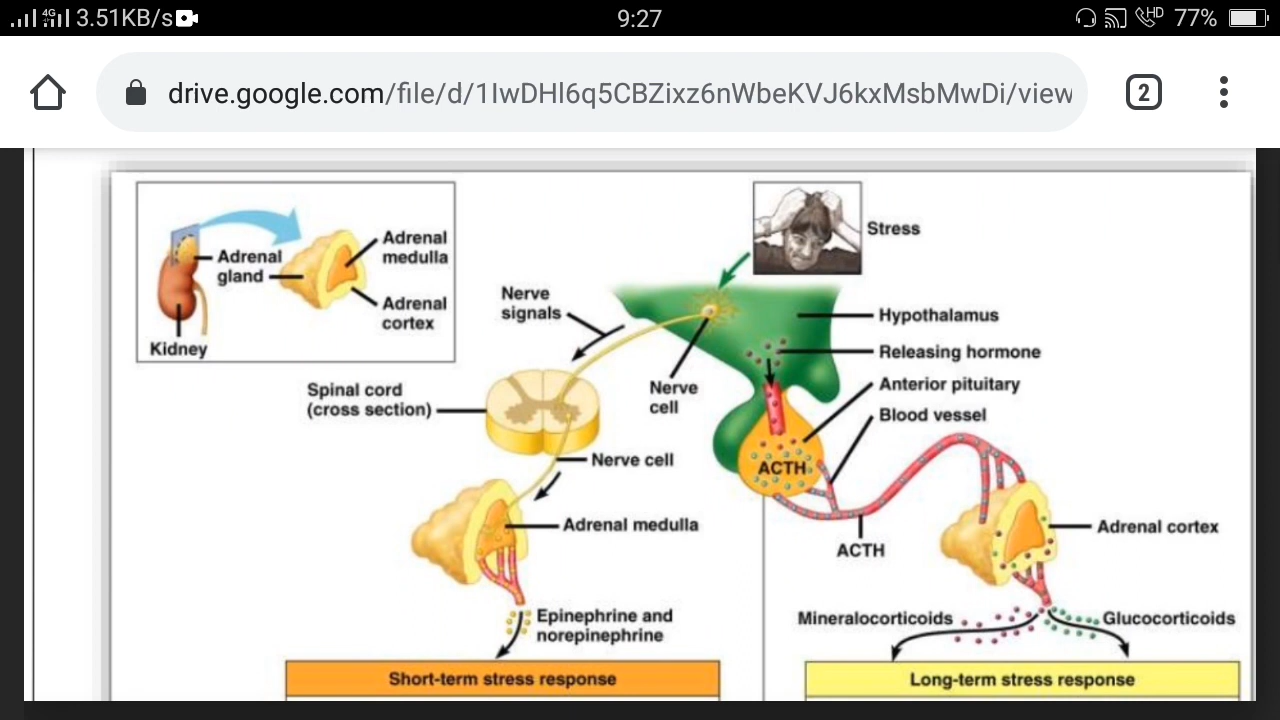 4G 3.51KB/s 9:27 HD 77%
drive.google.com/file/d/1IwDHl6q5CBZixz6nWbeKVJ6kxMsbMwDi/view
2
Adrenal
medulla
Adrenal
gland
Adrenal
cortex
Kidney
Stress
Nerve
signals
Hypothalamus
Releasing hormone
Anterior pituitary
Blood vessel
Nerve
cell
Spinal cord
(cross section)
Nerve cell
ACTH
Adrenal medulla
ACTH
Adrenal cortex
Epinephrine and
norepinephrine
Mineralocorticoids
Glucocorticoids
Short-term stress response
Long-term stress response